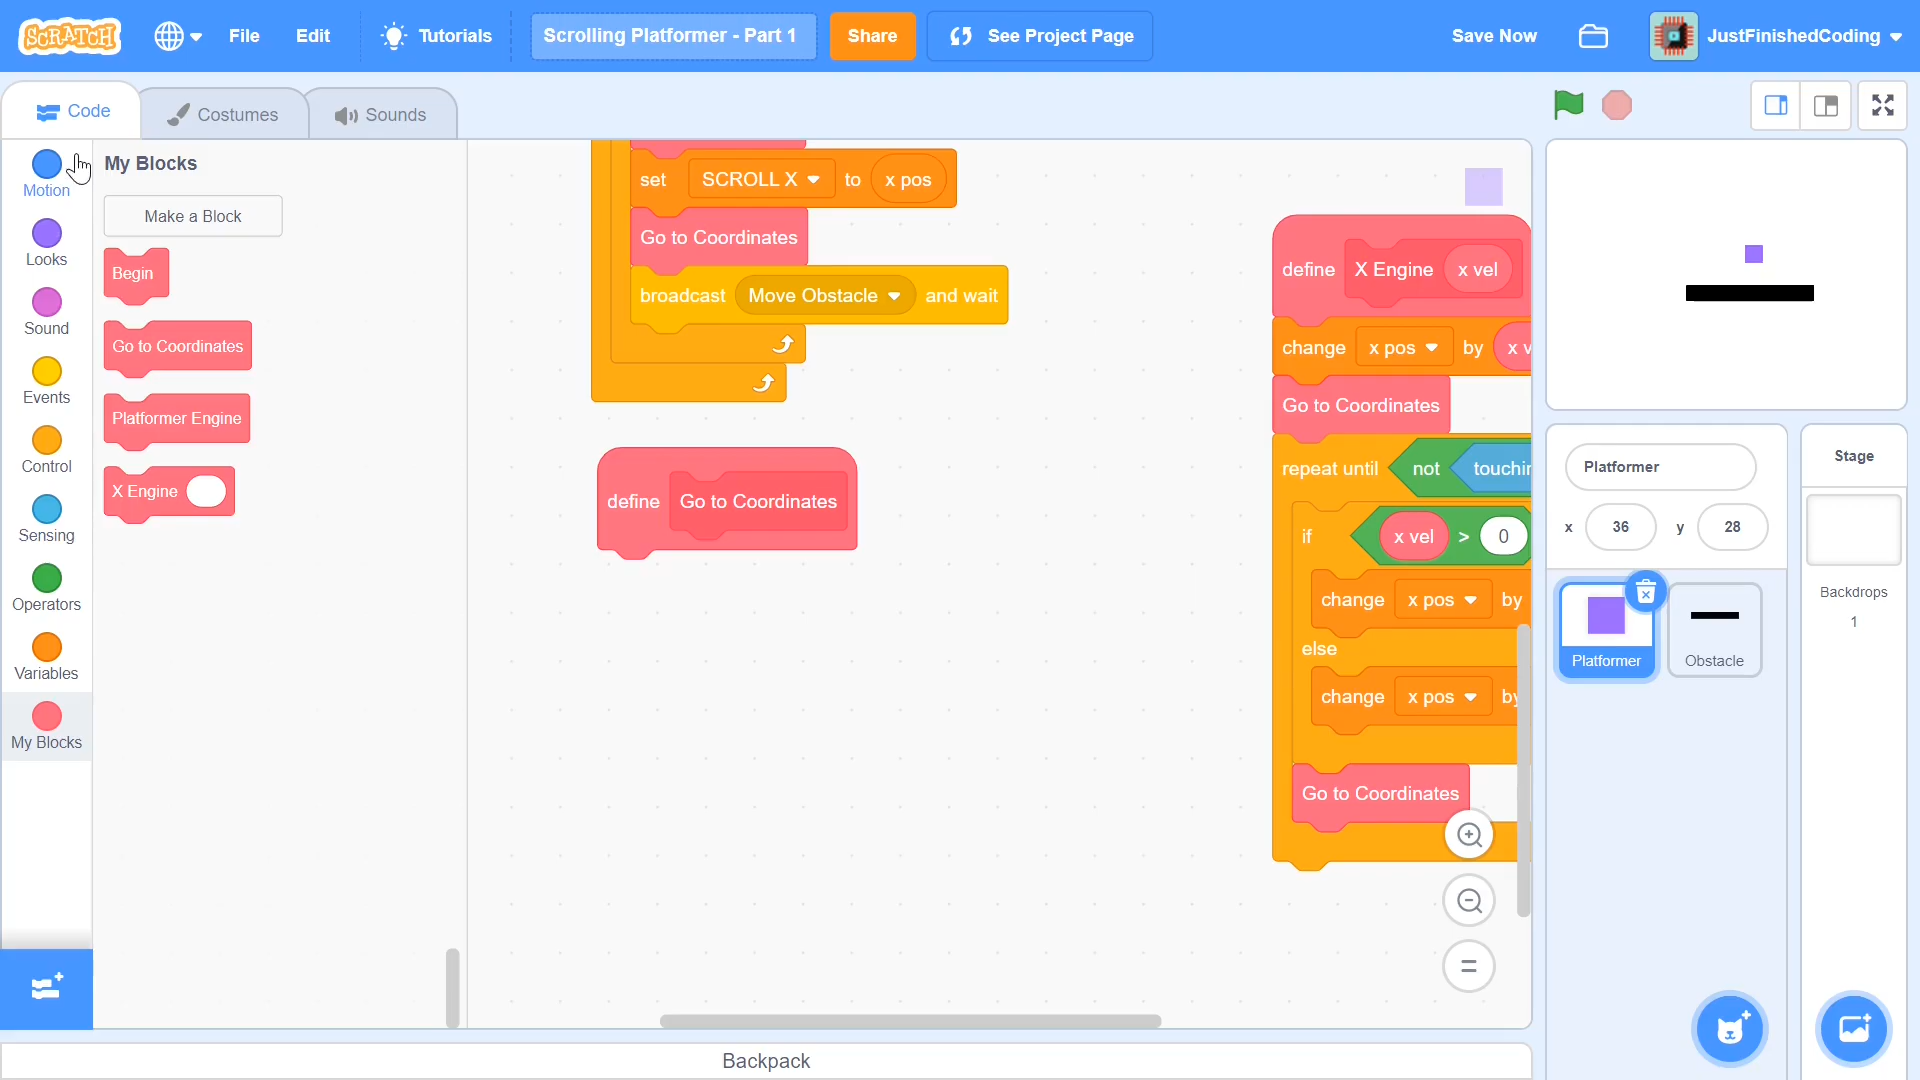 SCRATCH
File
Edit
Tutorials
Scrolling Platformer - Part 1
Share
See Project Page
Save Now
JustFinishedCoding
Code
Costumes
Sounds
Motion
Looks
Sound
Events
Control
Sensing
Operators
Variables
My Blocks
My Blocks
Make a Block
Begin
Go to Coordinates
Platformer Engine
X Engine
set SCROLL X to x pos
Go to Coordinates
broadcast Move Obstacle and wait
define Go to Coordinates
define X Engine x vel
change x pos by x v
Go to Coordinates
repeat until not
if x vel > 0
change x pos by
else
change x pos by
Go to Coordinates
Platformer
x 36 y 28
Platformer
Obstacle
Stage
Backdrops
1
Backpack